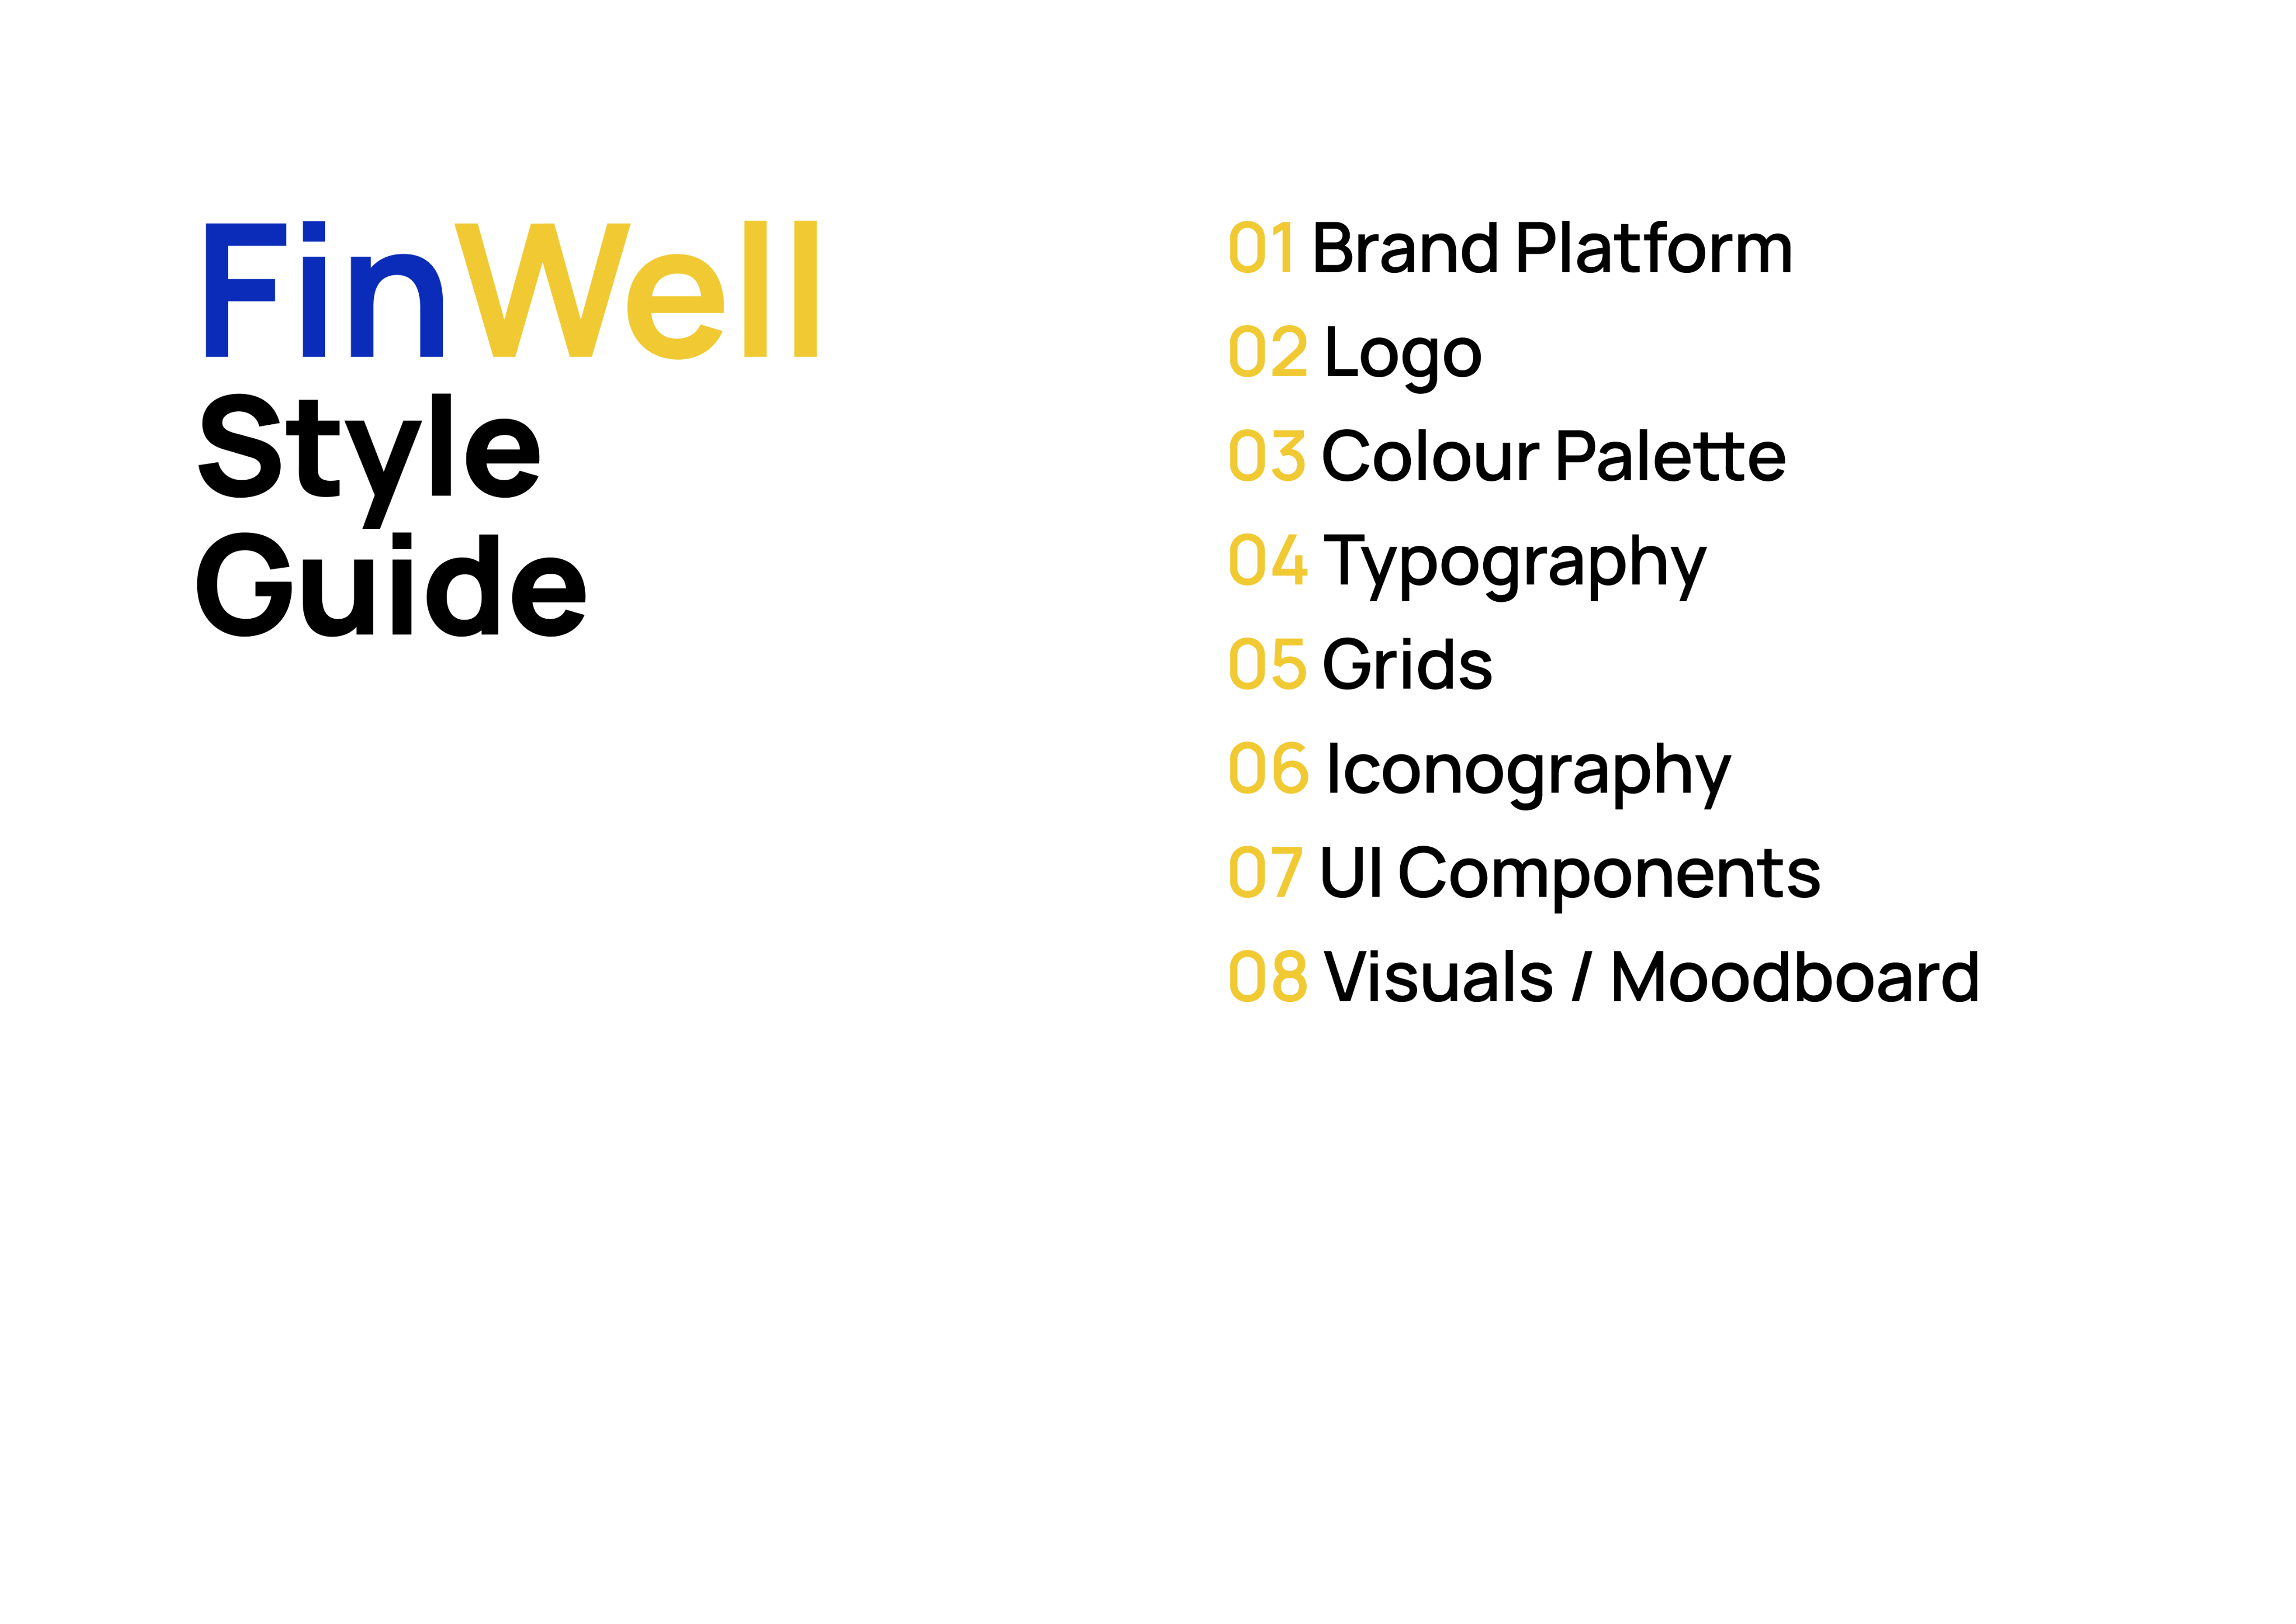 FinWell
Style
Guide
01 Brand Platform
02 Logo
03 Colour Palette
04 Typography
05 Grids
06 Iconography
07 UI Components
08 Visuals / Moodboard